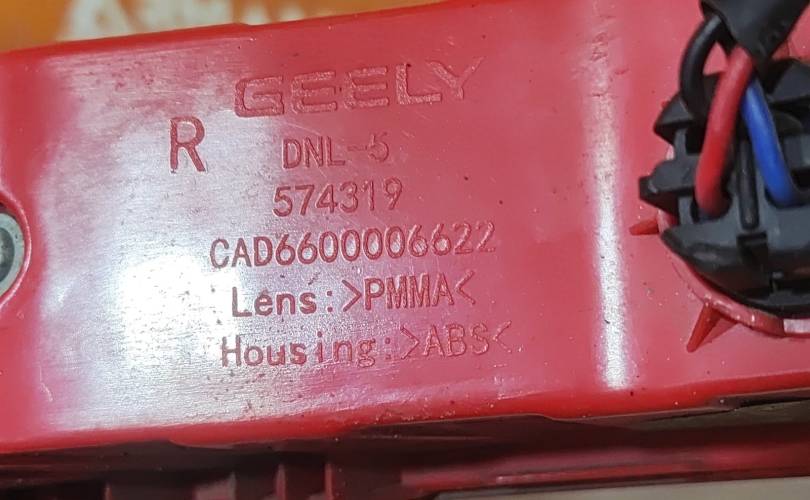 GEELY
R
DNL-5
574319
CAD6600006622
Lens:>PMMA<
Housing:>ABS<